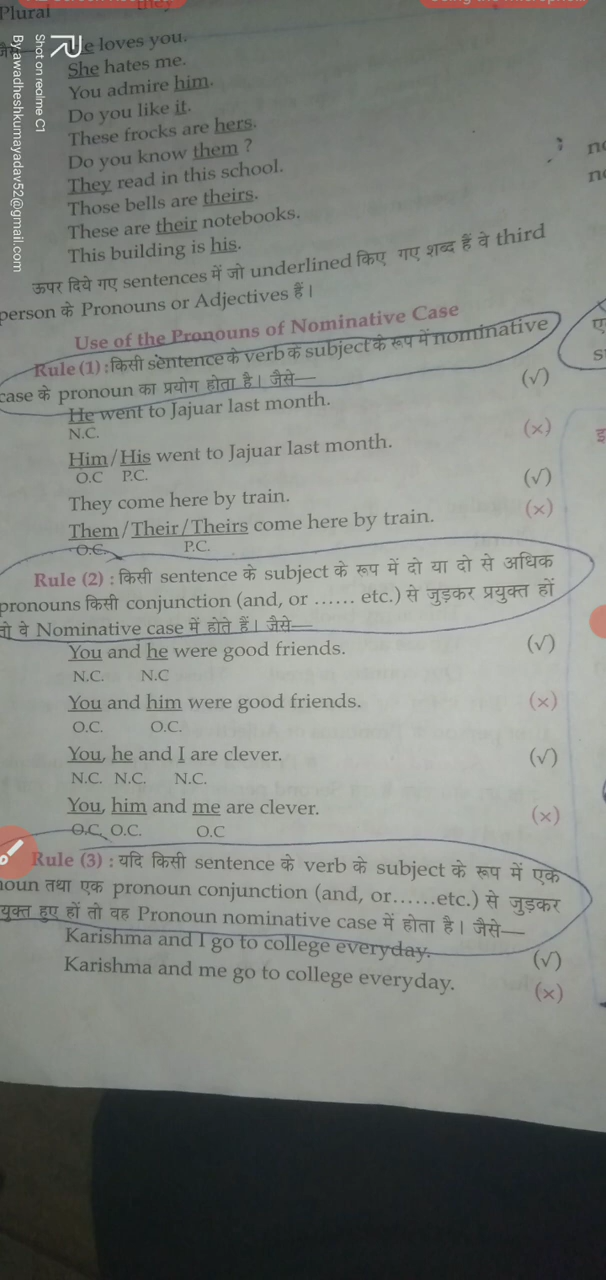 Plural
He loves you.
She hates me.
You admire him.
Do you like it.
These frocks are hers.
Do you know them ?
They read in this school.
Those bells are theirs.
These are their notebooks.
This building is his.
ऊपर दिये गए sentences में जो underlined किए गए शब्द हैं वे third
person के Pronouns or Adjectives हैं।
Use of the Pronouns of Nominative Case
Rule (1) : किसी sentence के verb के subject के रूप में nominative
case के pronoun का प्रयोग होता है। जैसे—
He went to Jajuar last month. (√)
N.C.
Him/His went to Jajuar last month. (×)
O.C P.C.
They come here by train. (√)
Them/Their/Theirs come here by train. (×)
O.C. P.C.
Rule (2) : किसी sentence के subject के रूप में दो या दो से अधिक
pronouns किसी conjunction (and, or ...... etc.) से जुड़कर प्रयुक्त हों
तो वे Nominative case में होते हैं। जैसे—
You and he were good friends. (√)
N.C. N.C
You and him were good friends. (×)
O.C. O.C.
You, he and I are clever. (√)
N.C. N.C. N.C.
You, him and me are clever. (×)
O.C. O.C. O.C
Rule (3) : यदि किसी sentence के verb के subject के रूप में एक
noun तथा एक pronoun conjunction (and, or......etc.) से जुड़कर
युक्त हुए हों तो वह Pronoun nominative case में होता है। जैसे—
Karishma and I go to college everyday. (√)
Karishma and me go to college everyday. (×)
Shot on realme C1
By awadheshkumayadav52@gmail.com